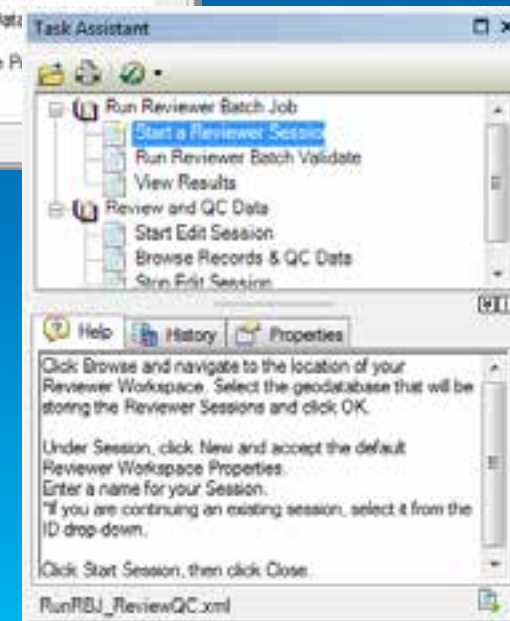 Data
Task Assistant
Run Reviewer Batch Job
Start a Reviewer Sessio
Run Reviewer Batch Validate
View Results
Review and QC Data
Start Edit Session
Browse Records & QC Data
Stop Edit Session
Help
History
Properties
Click Browse and navigate to the location of your
Reviewer Workspace. Select the geodatabase that will be
storing the Reviewer Sessions and click OK.
Under Session, click New and accept the default
Reviewer Workspace Properties.
Enter a name for your Session.
*If you are continuing an existing session, select it from the
ID drop-down.
Click Start Session, then click Close.
RunRBJ_ReviewQC.xml